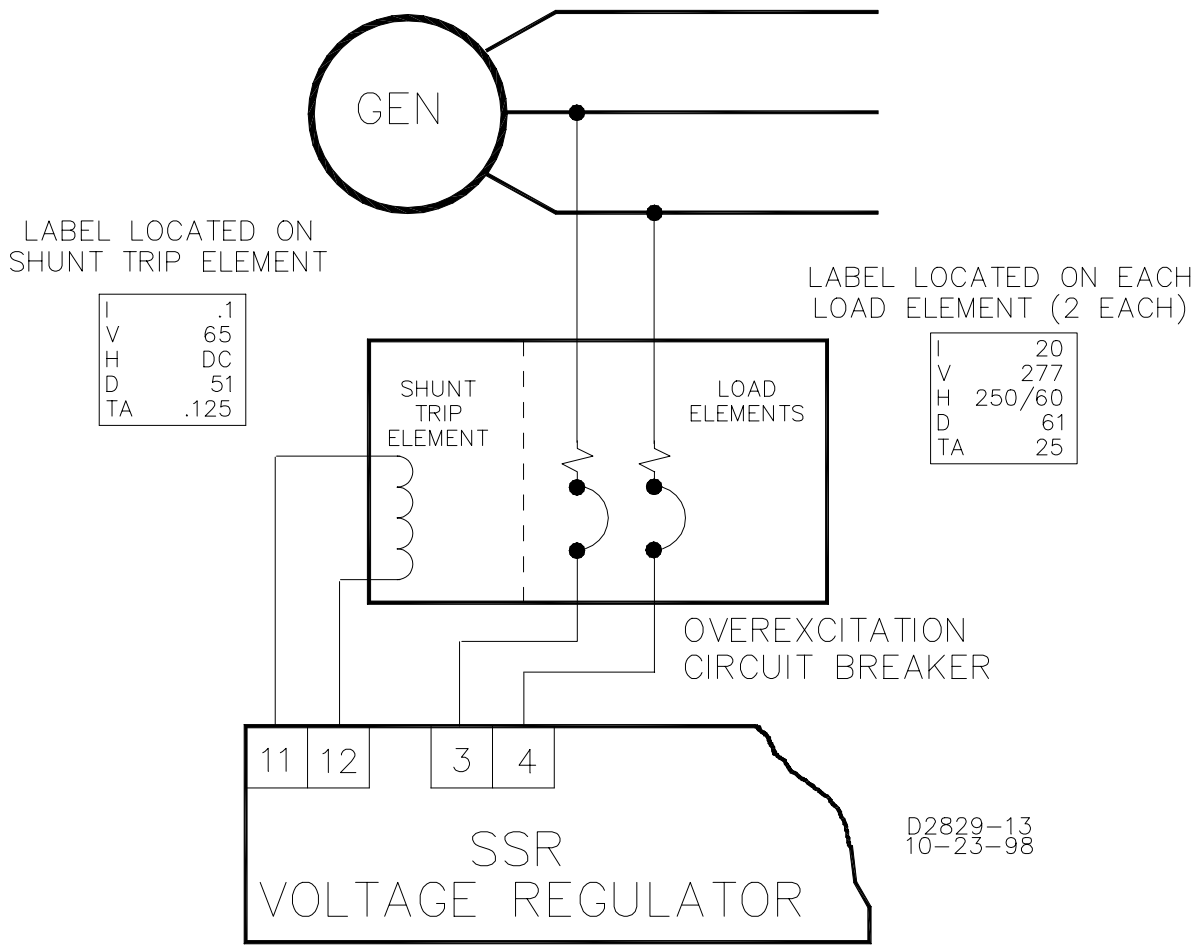 GEN
LABEL LOCATED ON
SHUNT TRIP ELEMENT
I .1
V 65
H DC
D 51
TA .125
LABEL LOCATED ON EACH
LOAD ELEMENT (2 EACH)
I 20
V 277
H 250/60
D 61
TA 25
SHUNT
TRIP
ELEMENT
LOAD
ELEMENTS
OVEREXCITATION
CIRCUIT BREAKER
11 12 3 4
SSR
VOLTAGE REGULATOR
D2829-13
10-23-98